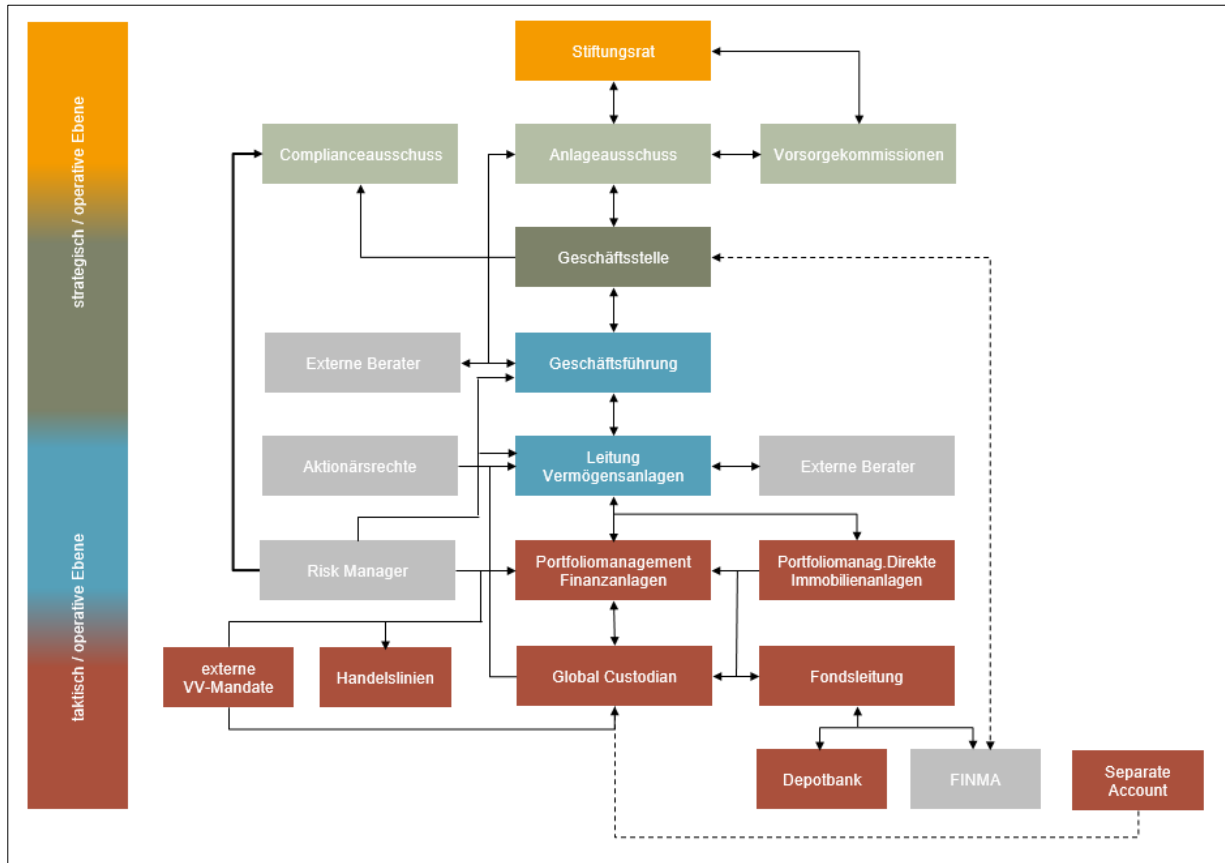 strategisch / operative Ebene
taktisch / operative Ebene
Stiftungsrat
Complianceausschuss
Anlageausschuss
Vorsorgekommissionen
Geschäftsstelle
Externe Berater
Geschäftsführung
Aktionärsrechte
Leitung
Vermögensanlagen
Externe Berater
Risk Manager
Portfoliomanagement
Finanzanlagen
Portfoliomanag.Direkte
Immobilienanlagen
externe
VV-Mandate
Handelslinien
Global Custodian
Fondsleitung
Depotbank
FINMA
Separate
Account